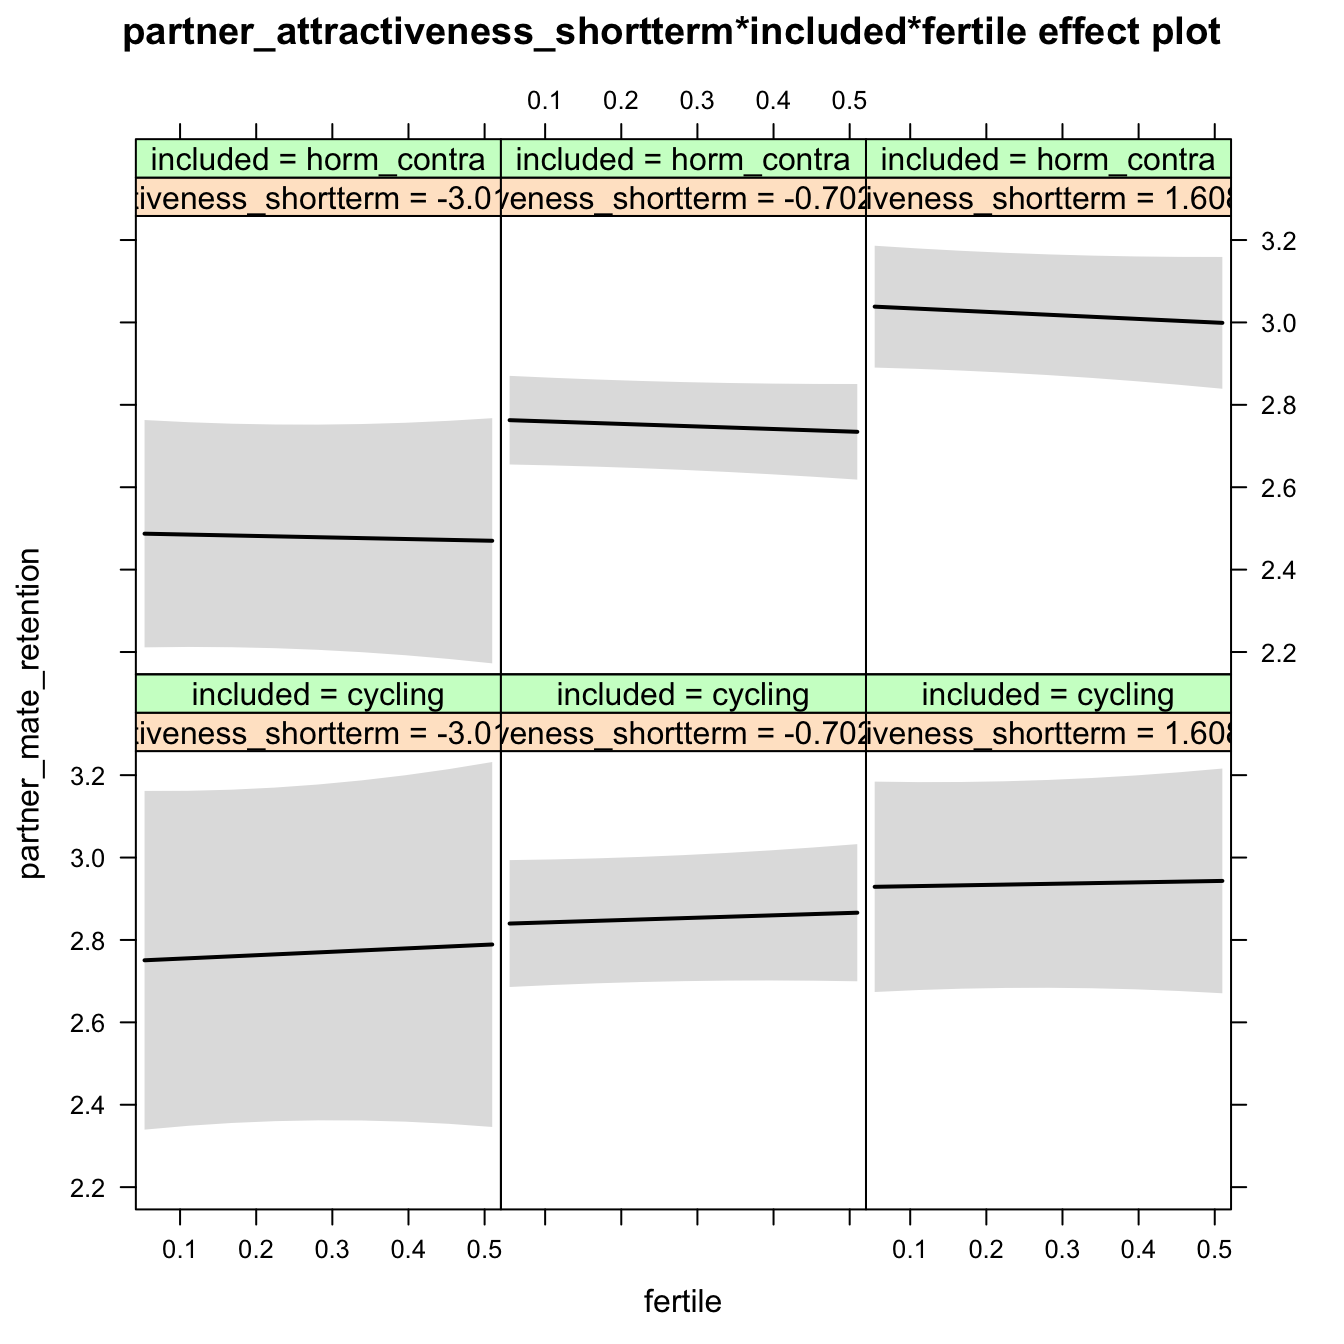 partner_attractiveness_shortterm*included*fertile effect plot
0.1 0.2 0.3 0.4 0.5
included = horm_contra included = horm_contra included = horm_contra
tiveness_shortterm = -3.01 veness_shortterm = -0.702 iveness_shortterm = 1.608
3.2
3.0
2.8
2.6
2.4
2.2
partner_mate_retention
included = cycling included = cycling included = cycling
tiveness_shortterm = -3.01 veness_shortterm = -0.702 iveness_shortterm = 1.608
3.2
3.0
2.8
2.6
2.4
2.2
0.1 0.2 0.3 0.4 0.5 0.1 0.2 0.3 0.4 0.5
fertile